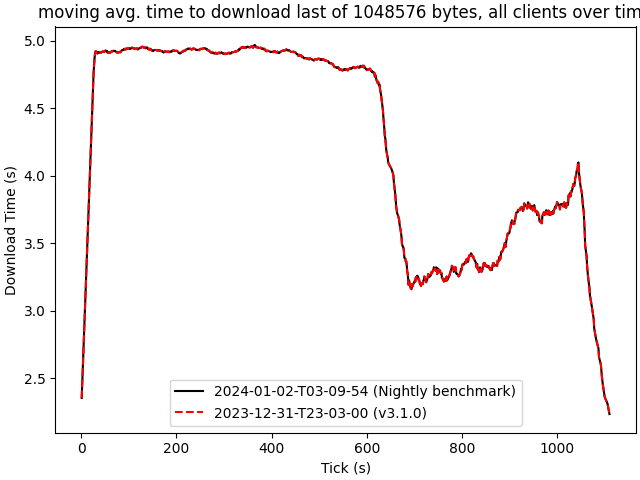 moving avg. time to download last of 1048576 bytes, all clients over tim
5.0
4.5
4.0
3.5
3.0
2.5
Download Time (s)
2024-01-02-T03-09-54 (Nightly benchmark)
2023-12-31-T23-03-00 (v3.1.0)
0 200 400 600 800 1000
Tick (s)